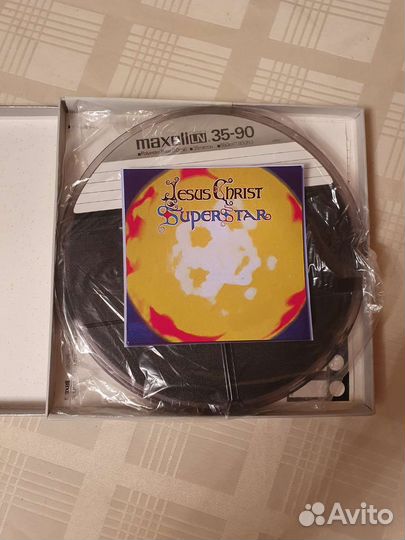 maxell LN 35-90
Jesus Christ
SuperStar
Avito